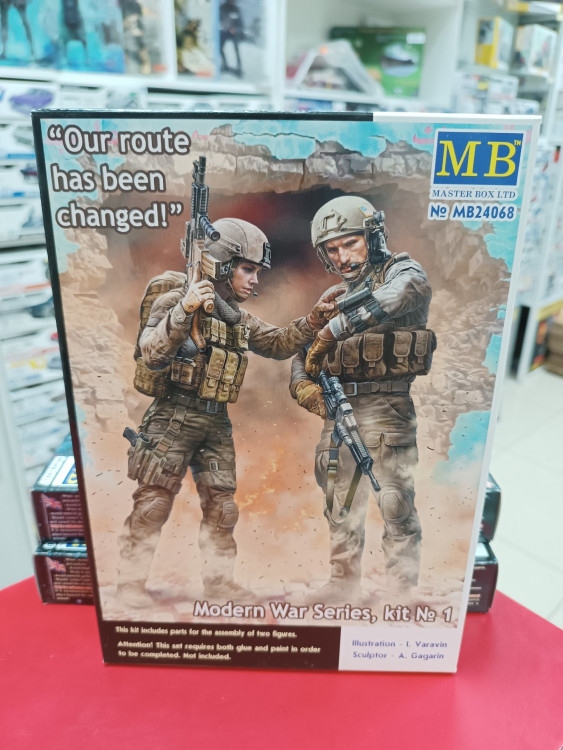 “Our route
has been
changed!”
MB™
MASTER BOX LTD
№ MB24068
Modern War Series, kit № 1
This kit includes parts for the assembly of two figures.
Attention! This set requires both glue and paint in order
to be completed. Not included.
Illustration - I. Varavin
Sculptor - A. Gagarin